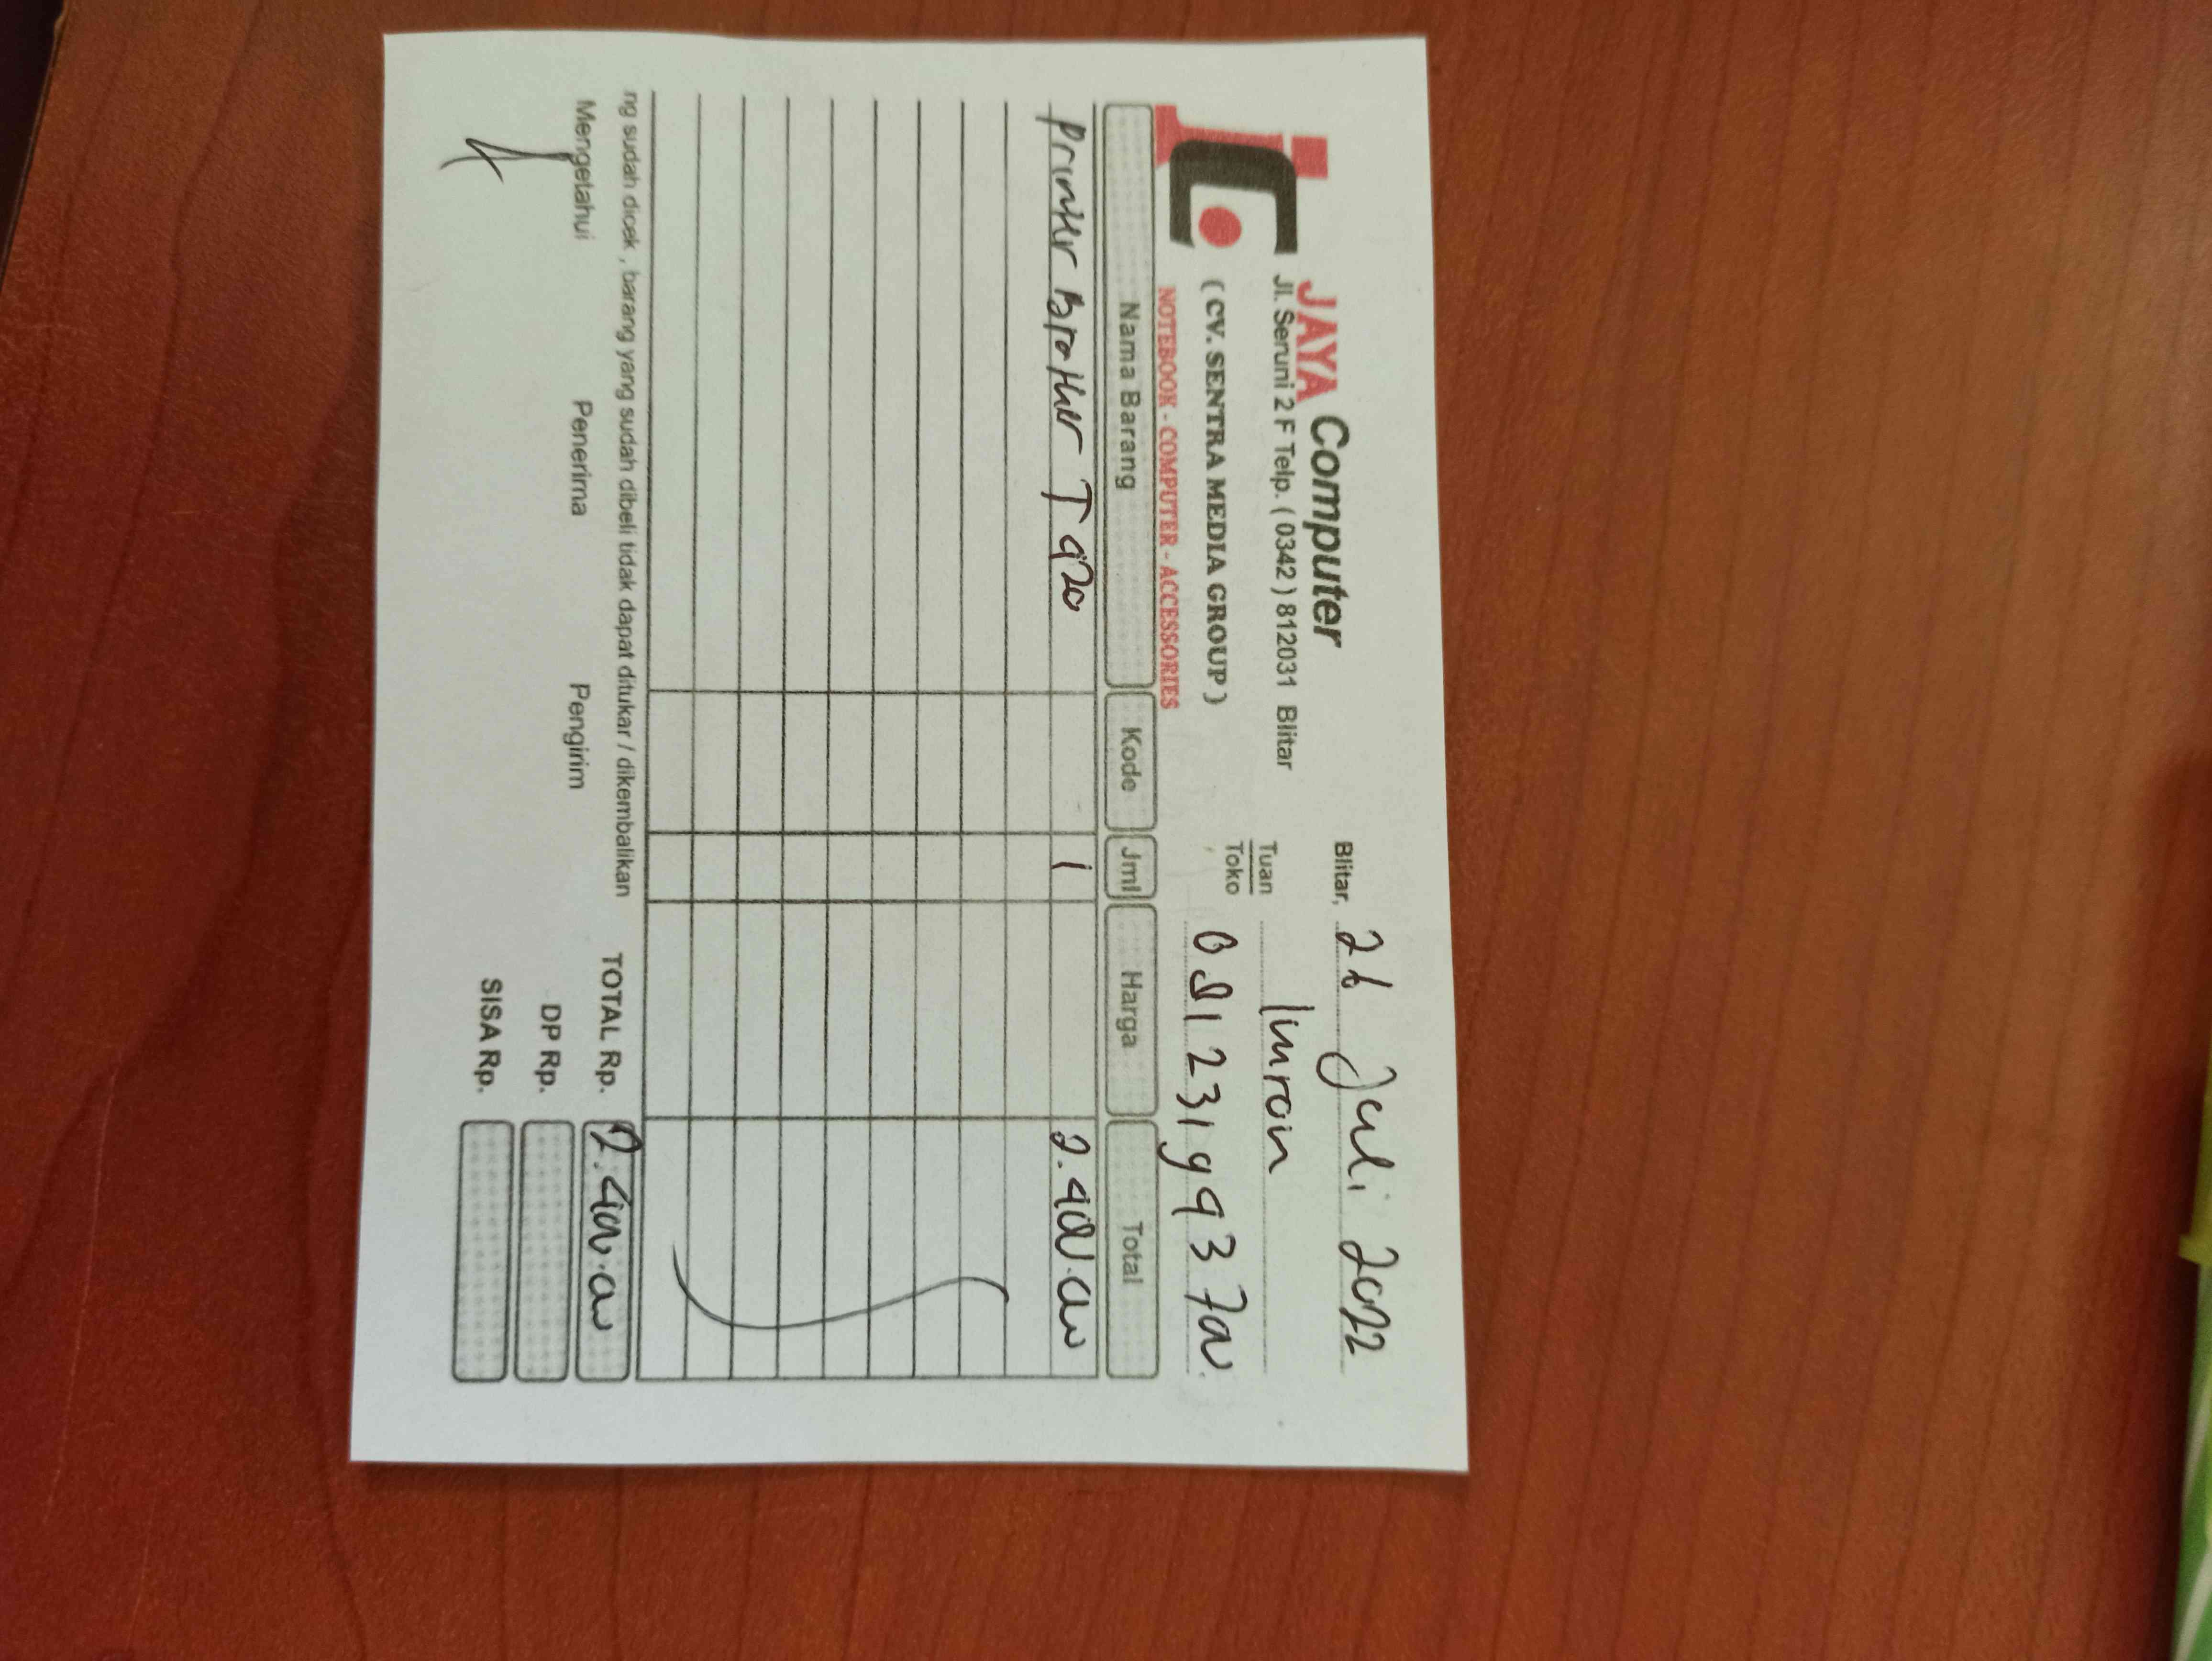 JAYA Computer
Jl. Seruni 2 F Telp. ( 0342 ) 812031 Blitar
( CV. SENTRA MEDIA GROUP )
NOTEBOOK - COMPUTER - ACCESSORIES
Blitar, 26 Juli 2022
Tuan Imron
Toko
Nama Barang Kode Jml Harga Total
Printer Brother T420 1 2.400.000
ng sudah dicek , barang yang sudah dibeli tidak dapat ditukar / dikembalikan
TOTAL Rp. 2.400.000
Mengetahui Penerima Pengirim
DP Rp.
SISA Rp.